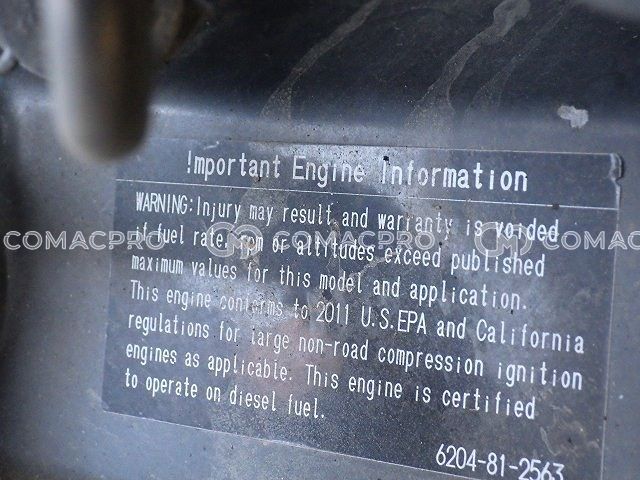 !mportant Engine Information
WARNING:Injury may result and warranty is voided
if fuel rate, rpm or altitudes exceed published
maximum values for this model and application.
This engine conforms to 2011 U.S.EPA and California
regulations for large non-road compression ignition
engines as applicable. This engine is certified
to operate on diesel fuel.
6204-81-2563
COMACPRO COMACPRO COMAC